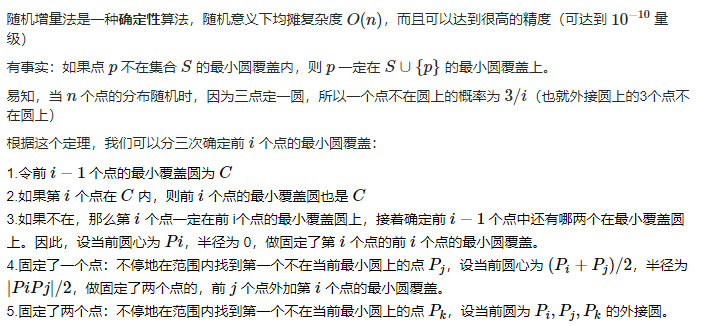 随机增量法是一种确定性算法，随机意义下均摊复杂度 O(n)，而且可以达到很高的精度（可达到 10^{-10} 量
级）
有事实：如果点 p 不在集合 S 的最小圆覆盖内，则 p 一定在 S ∪ {p} 的最小圆覆盖上。
易知，当 n 个点的分布随机时，因为三点定一圆，所以一个点不在圆上的概率为 3/i（也就外接圆上的3个点不
在圆上）
根据这个定理，我们可以分三次确定前 i 个点的最小圆覆盖：
1.令前 i − 1 个点的最小覆盖圆为 C
2.如果第 i 个点在 C 内，则前 i 个点的最小覆盖圆也是 C
3.如果不在，那么第 i 个点一定在前 i个点的最小覆盖圆上，接着确定前 i − 1 个点中还有哪两个在最小覆盖圆
上。因此，设当前圆心为 Pi，半径为 0，做固定了第 i 个点的前 i 个点的最小圆覆盖。
4.固定了一个点：不停地在范围内找到第一个不在当前最小圆上的点 P_j，设当前圆心为 (P_i + P_j)/2，半径为
|PiPj|/2，做固定了两个点的，前 j 个点外加第 i 个点的最小圆覆盖。
5.固定了两个点：不停地在范围内找到第一个不在当前最小圆上的点 P_k，设当前圆为 P_i, P_j, P_k 的外接圆。